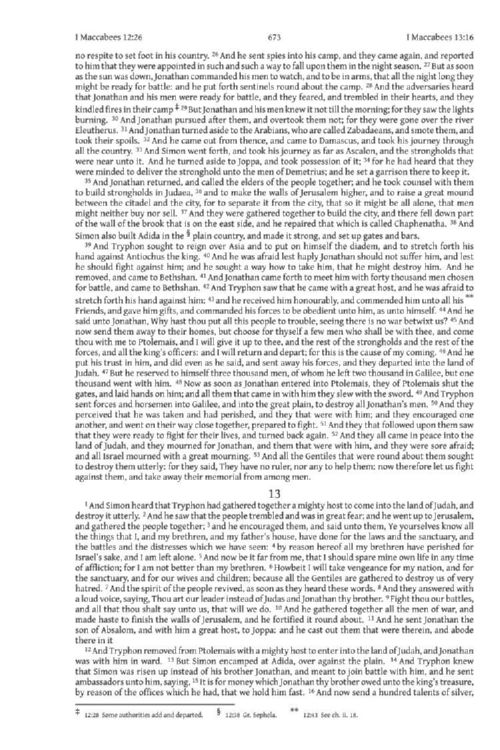 I Maccabees 12:26 673 I Maccabees 13:16
no respite to set foot in his country. 26 And he sent spies into his camp, and they came again, and reported
to him that they were appointed in such and such a way to fall upon them in the night season. 27 But as soon
as the sun was down, Jonathan commanded his men to watch, and to be in arms, that all the night long they
might be ready for battle: and he put forth sentinels round about the camp. 28 And the adversaries heard
that Jonathan and his men were ready for battle, and they feared, and trembled in their hearts, and they
kindled fires in their camp ‡ 29 But Jonathan and his men knew it not till the morning; for they saw the lights
burning. 30 And Jonathan pursued after them, and overtook them not; for they were gone over the river
Eleutherus. 31 And Jonathan turned aside to the Arabians, who are called Zabadaeans, and smote them, and
took their spoils. 32 And he came out from thence, and came to Damascus, and took his journey through
all the country. 33 And Simon went forth, and took his journey as far as Ascalon, and the strongholds that
were near unto it. And he turned aside to Joppa, and took possession of it; 34 for he had heard that they
were minded to deliver the stronghold unto the men of Demetrius; and he set a garrison there to keep it.
35 And Jonathan returned, and called the elders of the people together; and he took counsel with them
to build strongholds in Judaea, 36 and to make the walls of Jerusalem higher, and to raise a great mound
between the citadel and the city, for to separate it from the city, that so it might be all alone, that men
might neither buy nor sell. 37 And they were gathered together to build the city, and there fell down part
of the wall of the brook that is on the east side, and he repaired that which is called Chaphenatha. 38 And
Simon also built Adida in the § plain country, and made it strong, and set up gates and bars.
39 And Tryphon sought to reign over Asia and to put on himself the diadem, and to stretch forth his
hand against Antiochus the king. 40 And he was afraid lest haply Jonathan should not suffer him, and lest
he should fight against him; and he sought a way how to take him, that he might destroy him. And he
removed, and came to Bethshan. 41 And Jonathan came forth to meet him with forty thousand men chosen
for battle, and came to Bethshan. 42 And Tryphon saw that he came with a great host, and he was afraid to
stretch forth his hand against him: 43 and he received him honourably, and commended him unto all his **
Friends, and gave him gifts, and commanded his forces to be obedient unto him, as unto himself. 44 And he
said unto Jonathan, Why hast thou put all this people to trouble, seeing there is no war betwixt us? 45 And
now send them away to their homes, but choose for thyself a few men who shall be with thee, and come
thou with me to Ptolemais, and I will give it up to thee, and the rest of the strongholds and the rest of the
forces, and all the king's officers: and I will return and depart; for this is the cause of my coming. 46 And he
put his trust in him, and did even as he said, and sent away his forces, and they departed into the land of
Judah. 47 But he reserved to himself three thousand men, of whom he left two thousand in Galilee, but one
thousand went with him. 48 Now as soon as Jonathan entered into Ptolemais, they of Ptolemais shut the
gates, and laid hands on him; and all them that came in with him they slew with the sword. 49 And Tryphon
sent forces and horsemen into Galilee, and into the great plain, to destroy all Jonathan's men. 50 And they
perceived that he was taken and had perished, and they that were with him; and they encouraged one
another, and went on their way close together, prepared to fight. 51 And they that followed upon them saw
that they were ready to fight for their lives, and turned back again. 52 And they all came in peace into the
land of Judah, and they mourned for Jonathan, and them that were with him, and they were sore afraid;
and all Israel mourned with a great mourning. 53 And all the Gentiles that were round about them sought
to destroy them utterly: for they said, They have no ruler, nor any to help them: now therefore let us fight
against them, and take away their memorial from among men.
13
1 And Simon heard that Tryphon had gathered together a mighty host to come into the land of Judah, and
destroy it utterly. 2 And he saw that the people trembled and was in great fear; and he went up to Jerusalem,
and gathered the people together; 3 and he encouraged them, and said unto them, Ye yourselves know all
the things that I, and my brethren, and my father's house, have done for the laws and the sanctuary, and
the battles and the distresses which we have seen: 4 by reason hereof all my brethren have perished for
Israel's sake, and I am left alone. 5 And now be it far from me, that I should spare mine own life in any time
of affliction; for I am not better than my brethren. 6 Howbeit I will take vengeance for my nation, and for
the sanctuary, and for our wives and children; because all the Gentiles are gathered to destroy us of very
hatred. 7 And the spirit of the people revived, as soon as they heard these words. 8 And they answered with
a loud voice, saying, Thou art our leader instead of Judas and Jonathan thy brother. 9 Fight thou our battles,
and all that thou shalt say unto us, that will we do. 10 And he gathered together all the men of war, and
made haste to finish the walls of Jerusalem, and he fortified it round about. 11 And he sent Jonathan the
son of Absalom, and with him a great host, to Joppa: and he cast out them that were therein, and abode
there in it
12 And Tryphon removed from Ptolemais with a mighty host to enter into the land of Judah, and Jonathan
was with him in ward. 13 But Simon encamped at Adida, over against the plain. 14 And Tryphon knew
that Simon was risen up instead of his brother Jonathan, and meant to join battle with him, and he sent
ambassadors unto him, saying, 15 It is for money which Jonathan thy brother owed unto the king's treasure,
by reason of the offices which he had, that we hold him fast. 16 And now send a hundred talents of silver,
‡ 12:28 Some authorities add and departed. § 12:38 Gr. Sephela. ** 12:43 See ch. ii. 18.